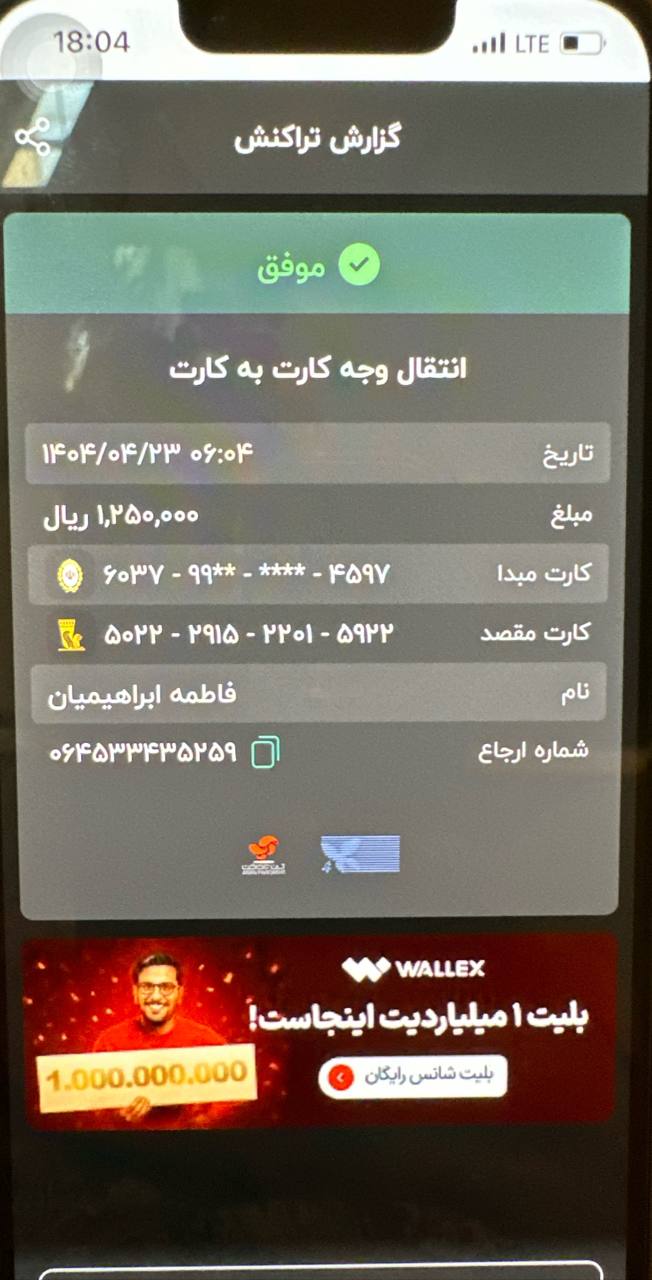 18:04 LTE
گزارش تراکنش
موفق
انتقال وجه کارت به کارت
تاریخ ۱۴۰۴/۰۴/۲۳ ۰۶:۰۴
مبلغ ۱,۲۵۰,۰۰۰ ریال
کارت مبدا ۶۰۳۷ - ۹۹** - **** - ۴۵۹۷
کارت مقصد ۵۰۲۲ - ۲۹۱۵ - ۲۲۰۱ - ۵۹۲۲
نام فاطمه ابراهیمیان
شماره ارجاع ۰۶۴۵۳۳۴۳۵۲۵۹
WALLEX
بلیت ۱ میلیاردیت اینجاست!
بلیت شانس رایگان
1.000.000.000